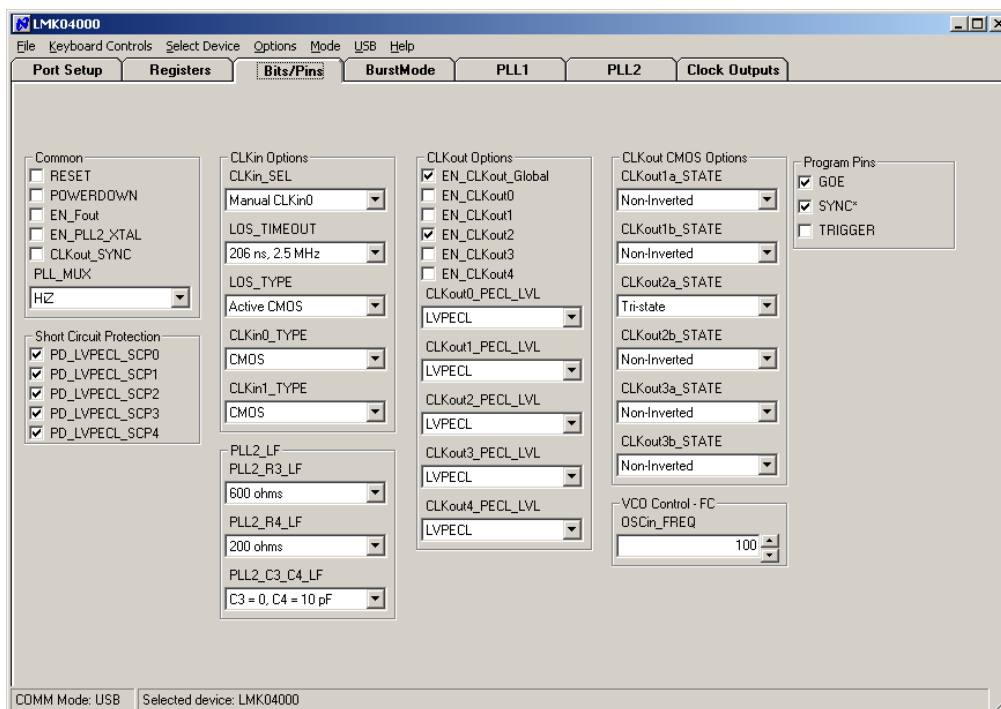 LMK04000
File Keyboard Controls Select Device Options Mode USB Help
Port Setup Registers Bits/Pins BurstMode PLL1 PLL2 Clock Outputs
Common
RESET
POWERDOWN
EN_Fout
EN_PLL2_XTAL
CLKout_SYNC
PLL_MUX
HiZ
Short Circuit Protection
PD_LVPECL_SCP0
PD_LVPECL_SCP1
PD_LVPECL_SCP2
PD_LVPECL_SCP3
PD_LVPECL_SCP4
CLKin Options
CLKin_SEL
Manual CLKin0
LOS_TIMEOUT
206 ns, 2.5 MHz
LOS_TYPE
Active CMOS
CLKin0_TYPE
CMOS
CLKin1_TYPE
CMOS
PLL2_LF
PLL2_R3_LF
600 ohms
PLL2_R4_LF
200 ohms
PLL2_C3_C4_LF
C3 = 0, C4 = 10 pF
CLKout Options
EN_CLKout_Global
EN_CLKout0
EN_CLKout1
EN_CLKout2
EN_CLKout3
EN_CLKout4
CLKout0_PECL_LVL
LVPECL
CLKout1_PECL_LVL
LVPECL
CLKout2_PECL_LVL
LVPECL
CLKout3_PECL_LVL
LVPECL
CLKout4_PECL_LVL
LVPECL
CLKout CMOS Options
CLKout1a_STATE
Non-Inverted
CLKout1b_STATE
Non-Inverted
CLKout2a_STATE
Tri-state
CLKout2b_STATE
Non-Inverted
CLKout3a_STATE
Non-Inverted
CLKout3b_STATE
Non-Inverted
VCO Control - FC
OSCin_FREQ
100
Program Pins
GOE
SYNC*
TRIGGER
COMM Mode: USB Selected device: LMK04000